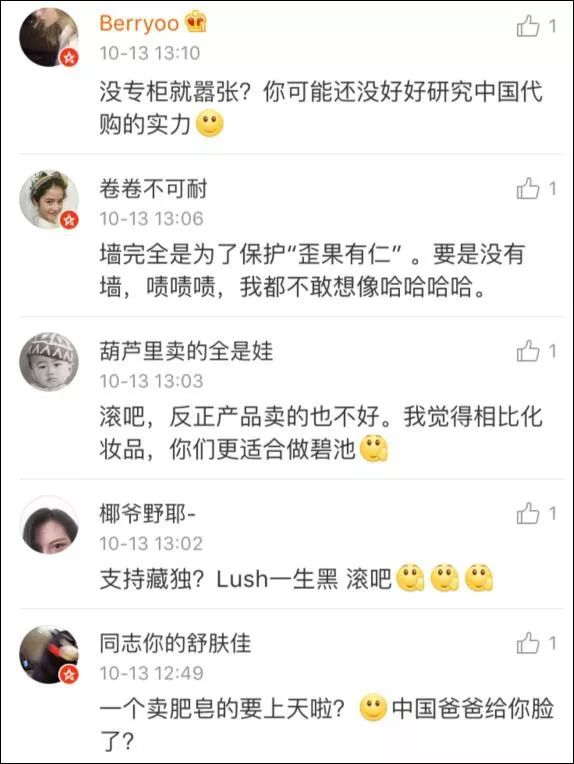 Berryoo
1
10-13 13:10
没专柜就嚣张？你可能还没好好研究中国代
购的实力
卷卷不可耐
1
10-13 13:06
墙完全是为了保护“歪果有仁” 。要是没有
墙，啧啧啧，我都不敢想像哈哈哈哈。
葫芦里卖的全是娃
1
10-13 13:03
滚吧，反正产品卖的也不好。我觉得相比化
妆品，你们更适合做碧池
椰爷野耶-
1
10-13 13:02
支持藏独？Lush一生黑 滚吧
同志你的舒肤佳
1
10-13 12:49
一个卖肥皂的要上天啦？中国爸爸给你脸
了？